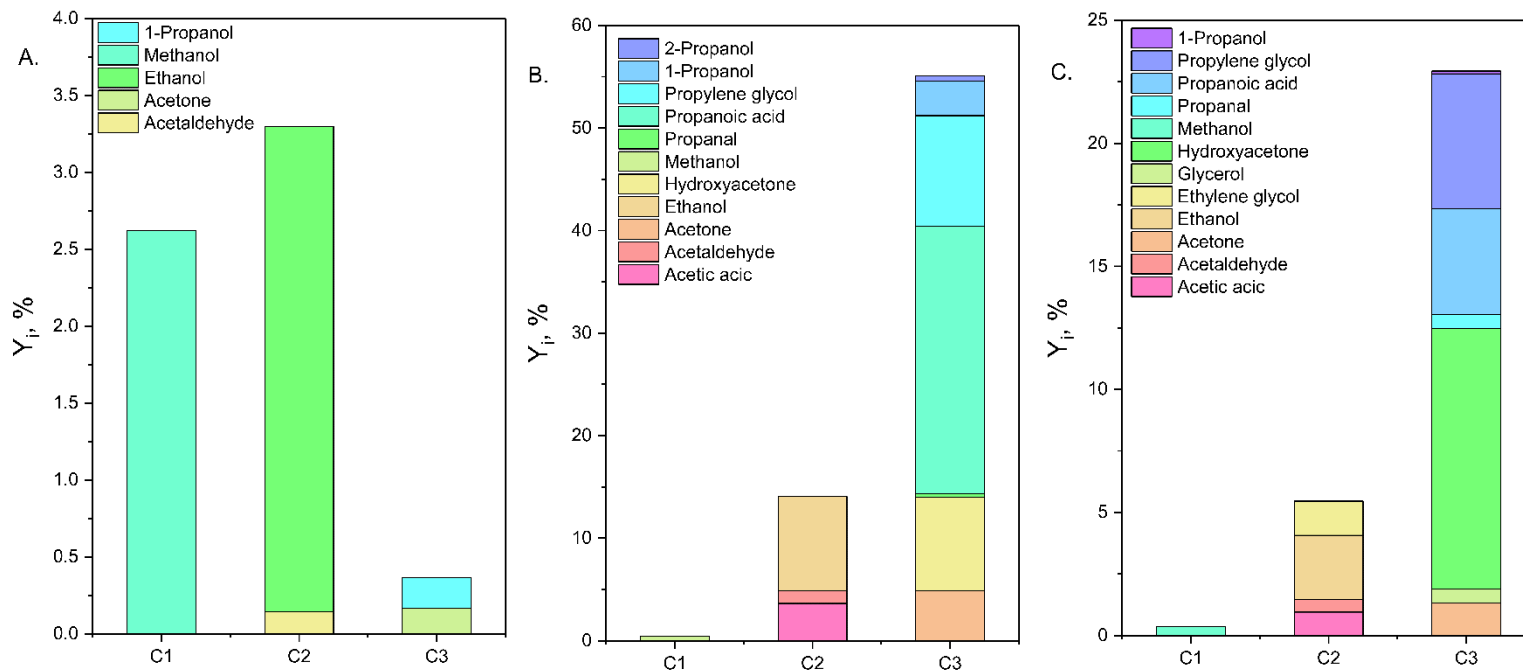 A.
1-Propanol
Methanol
Ethanol
Acetone
Acetaldehyde
Yi, %
4.0
3.5
3.0
2.5
2.0
1.5
1.0
0.5
0.0
C1
C2
C3
B.
2-Propanol
1-Propanol
Propylene glycol
Propanoic acid
Propanal
Methanol
Hydroxyacetone
Ethanol
Acetone
Acetaldehyde
Acetic acic
Yi, %
60
50
40
30
20
10
0
C1
C2
C3
C.
1-Propanol
Propylene glycol
Propanoic acid
Propanal
Methanol
Hydroxyacetone
Glycerol
Ethylene glycol
Ethanol
Acetone
Acetaldehyde
Acetic acic
Yi, %
25
20
15
10
5
0
C1
C2
C3